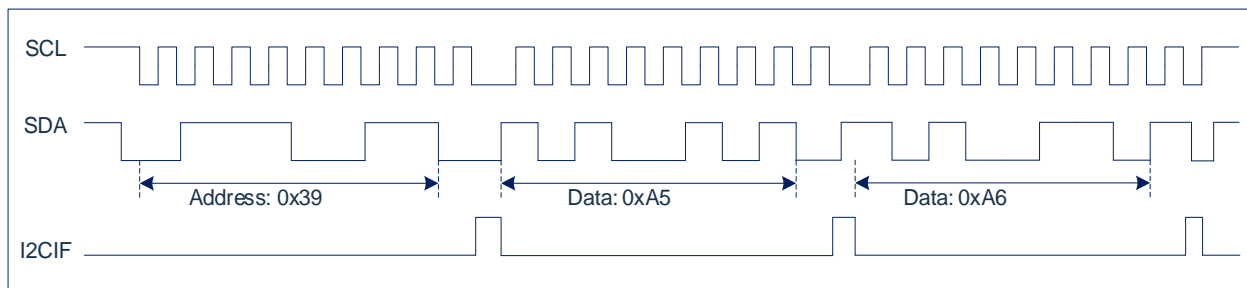 SCL
SDA
Address: 0x39
Data: 0xA5
Data: 0xA6
I2CIF